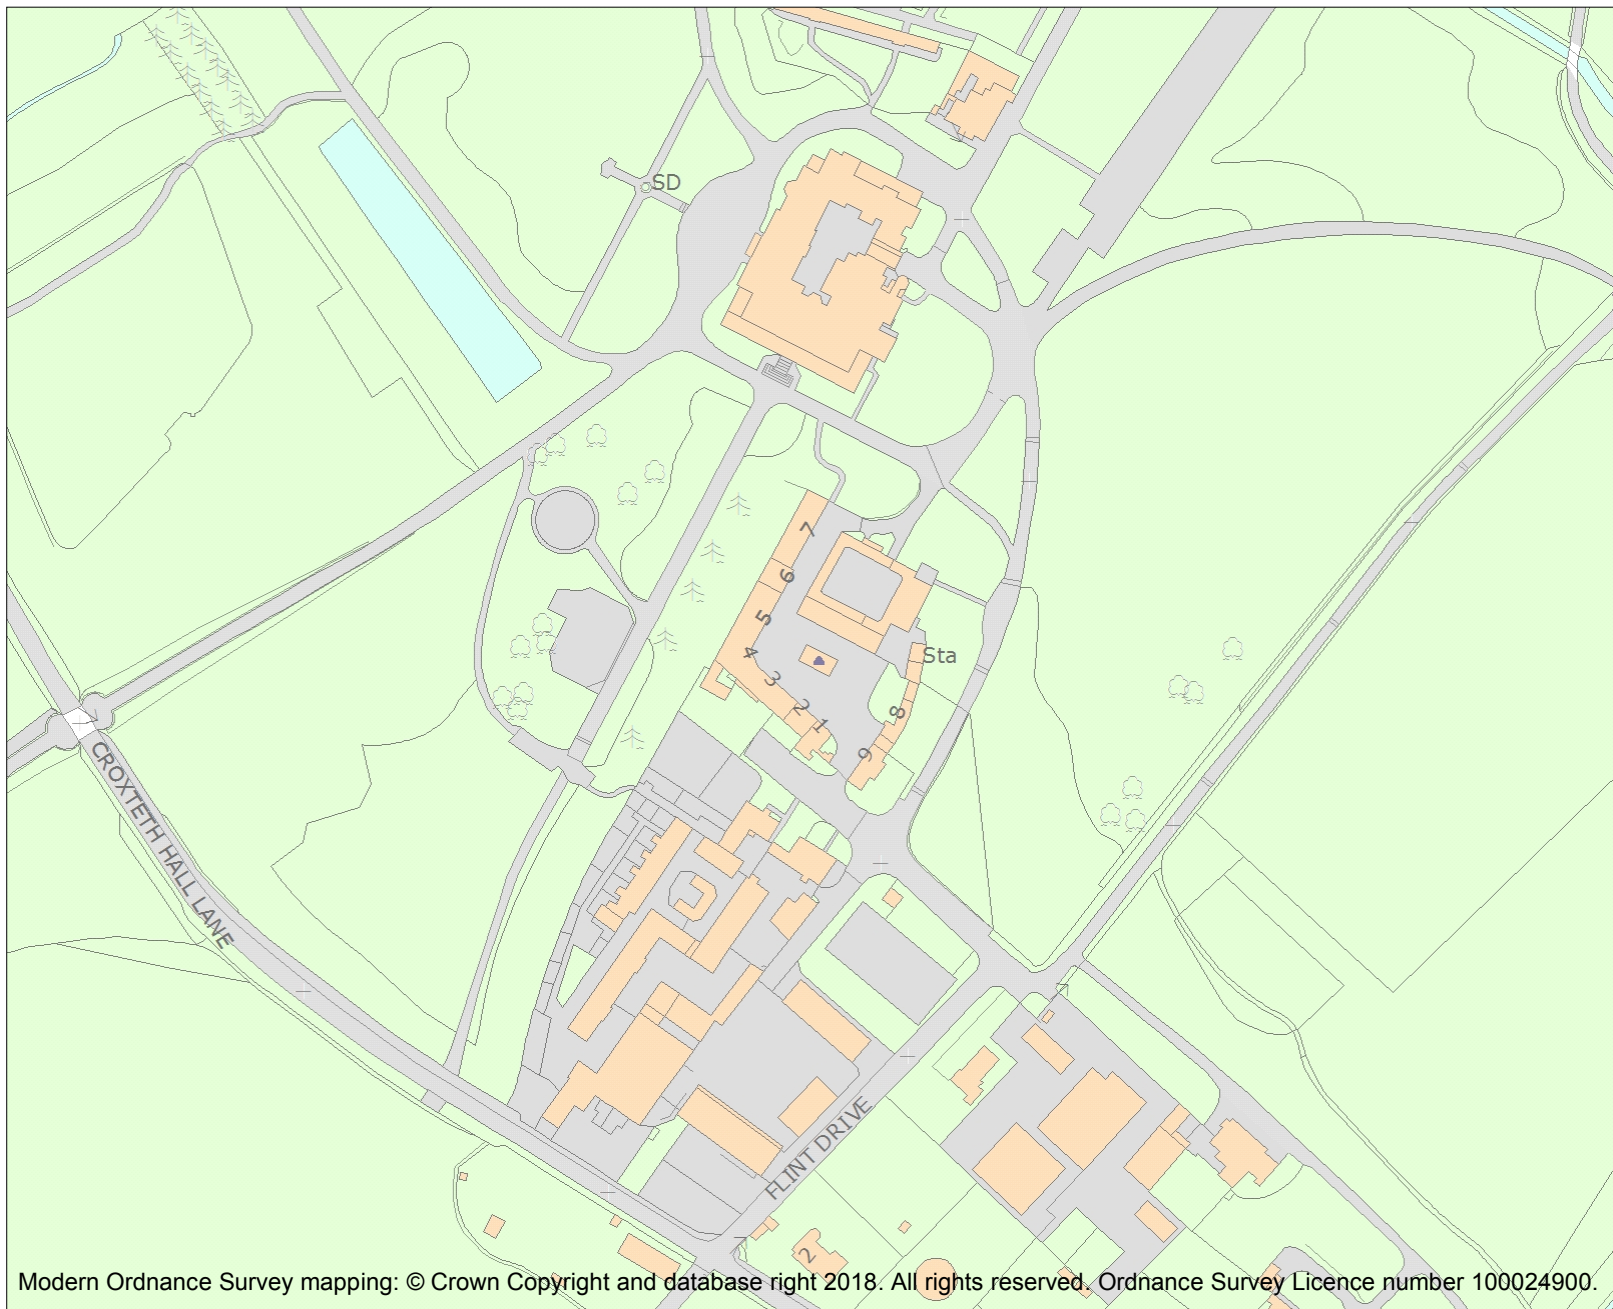 SD
7
6
5
4
Sta
3
2
1
8
9
CROXTETH HALL LANE
FLINT DRIVE
2
Modern Ordnance Survey mapping: © Crown Copyright and database right 2018. All rights reserved. Ordnance Survey Licence number 100024900.